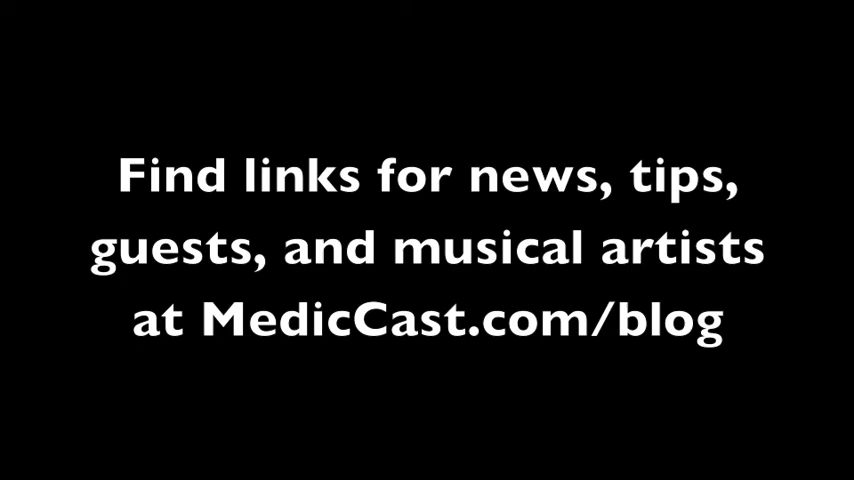 Find links for news, tips,
guests, and musical artists
at MedicCast.com/blog